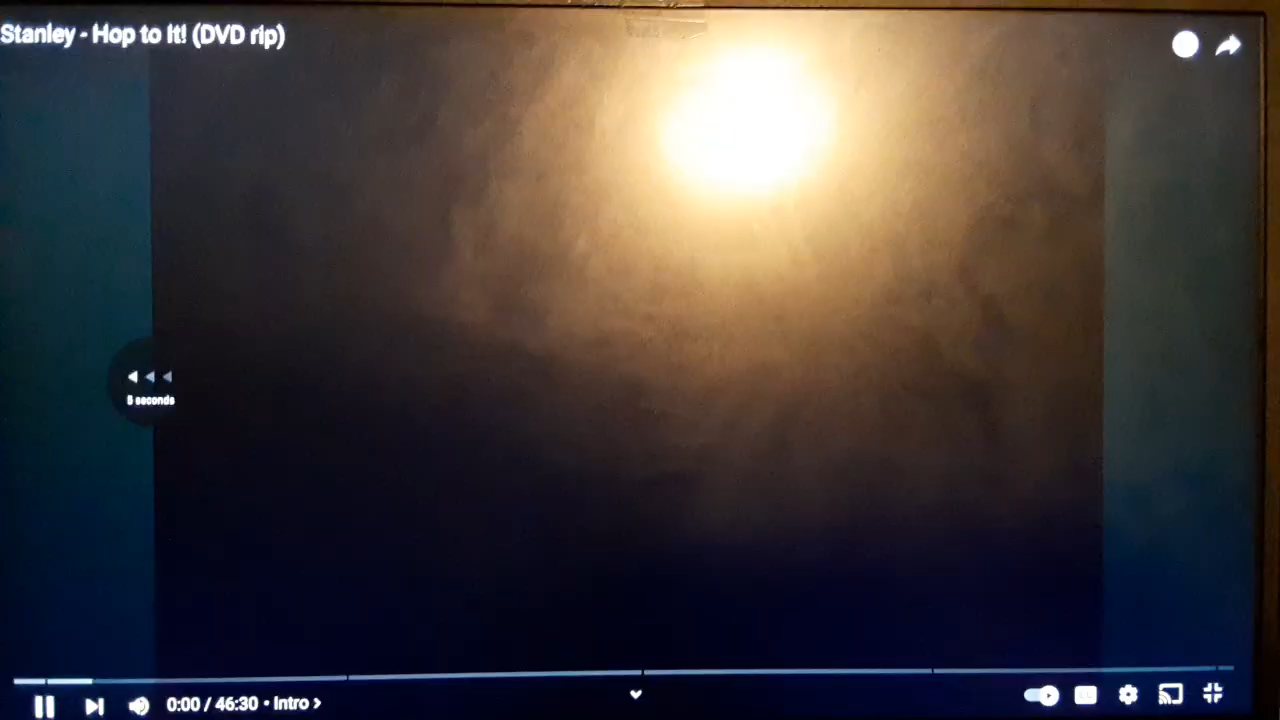 Stanley - Hop to It! (DVD rip)
5 seconds
0:00 / 46:30 • Intro >